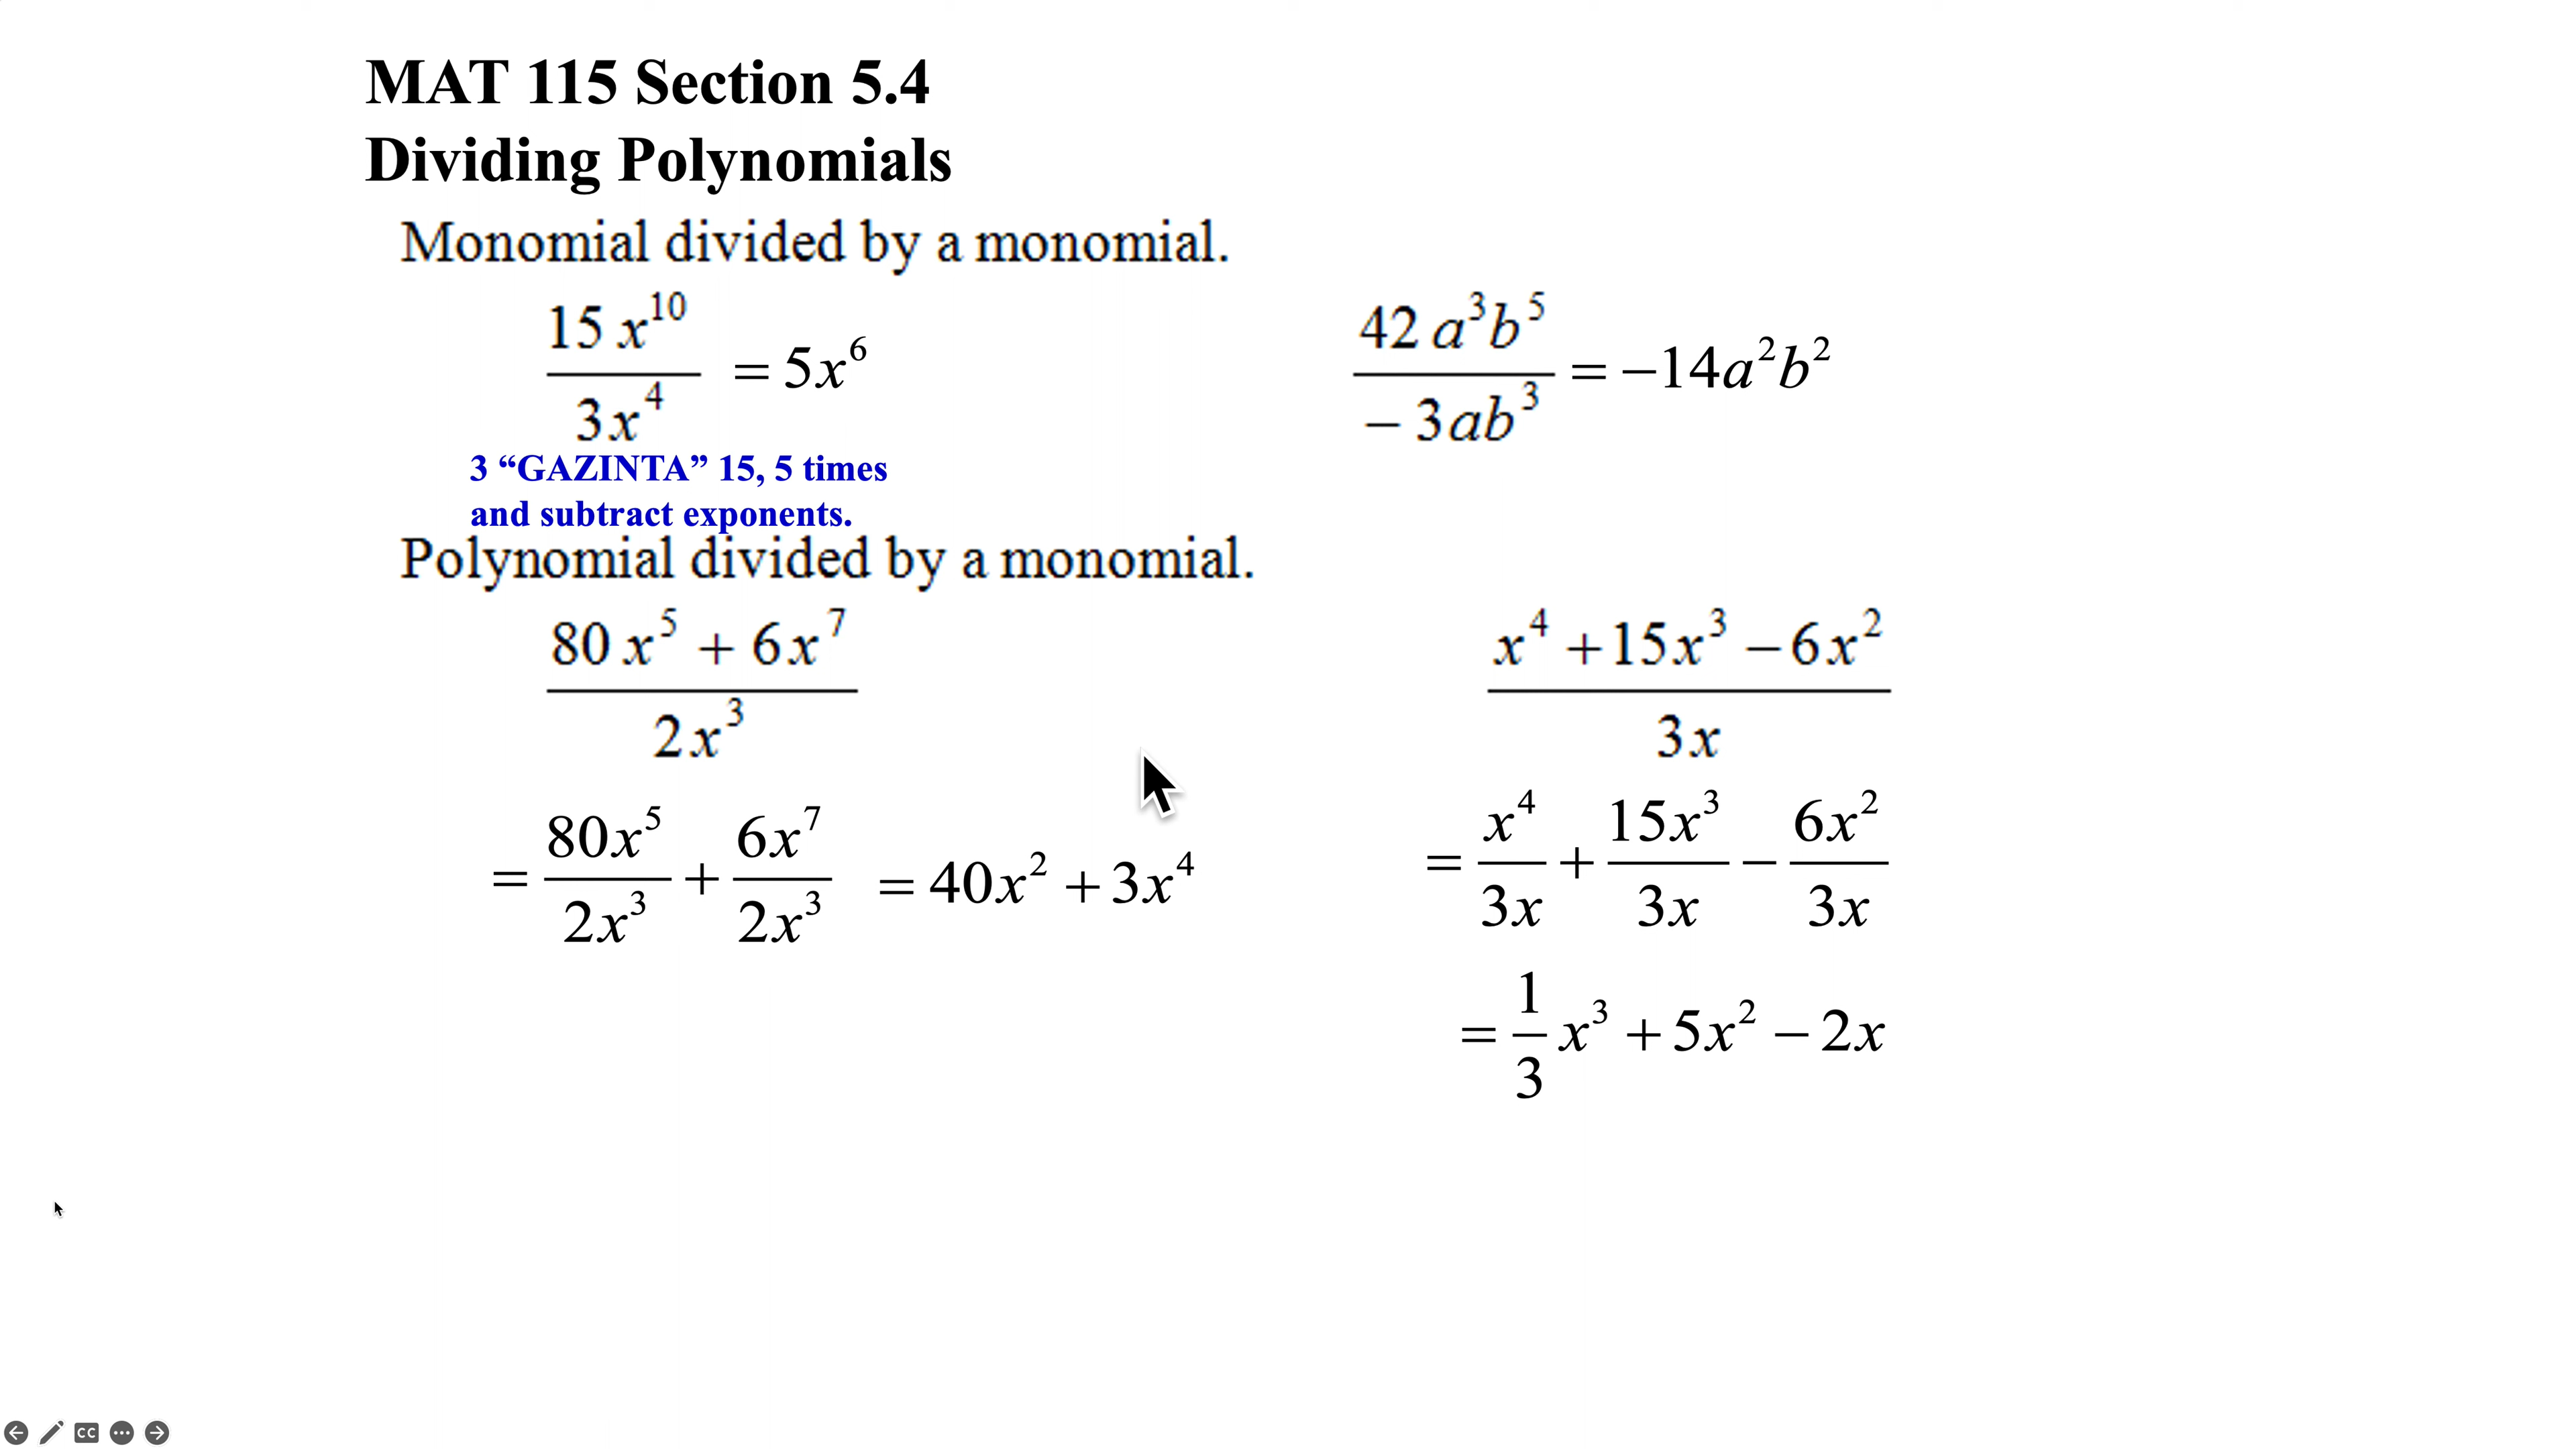 MAT 115 Section 5.4
Dividing Polynomials
Monomial divided by a monomial.
15x^10 / 3x^4 = 5x^6
42a^3b^5 / -3ab^3 = -14a^2b^2
3 “GAZINTA” 15, 5 times
and subtract exponents.
Polynomial divided by a monomial.
(80x^5 + 6x^7) / 2x^3
= 80x^5 / 2x^3 + 6x^7 / 2x^3 = 40x^2 + 3x^4
(x^4 + 15x^3 - 6x^2) / 3x
= x^4 / 3x + 15x^3 / 3x - 6x^2 / 3x
= 1/3 x^3 + 5x^2 - 2x
CC